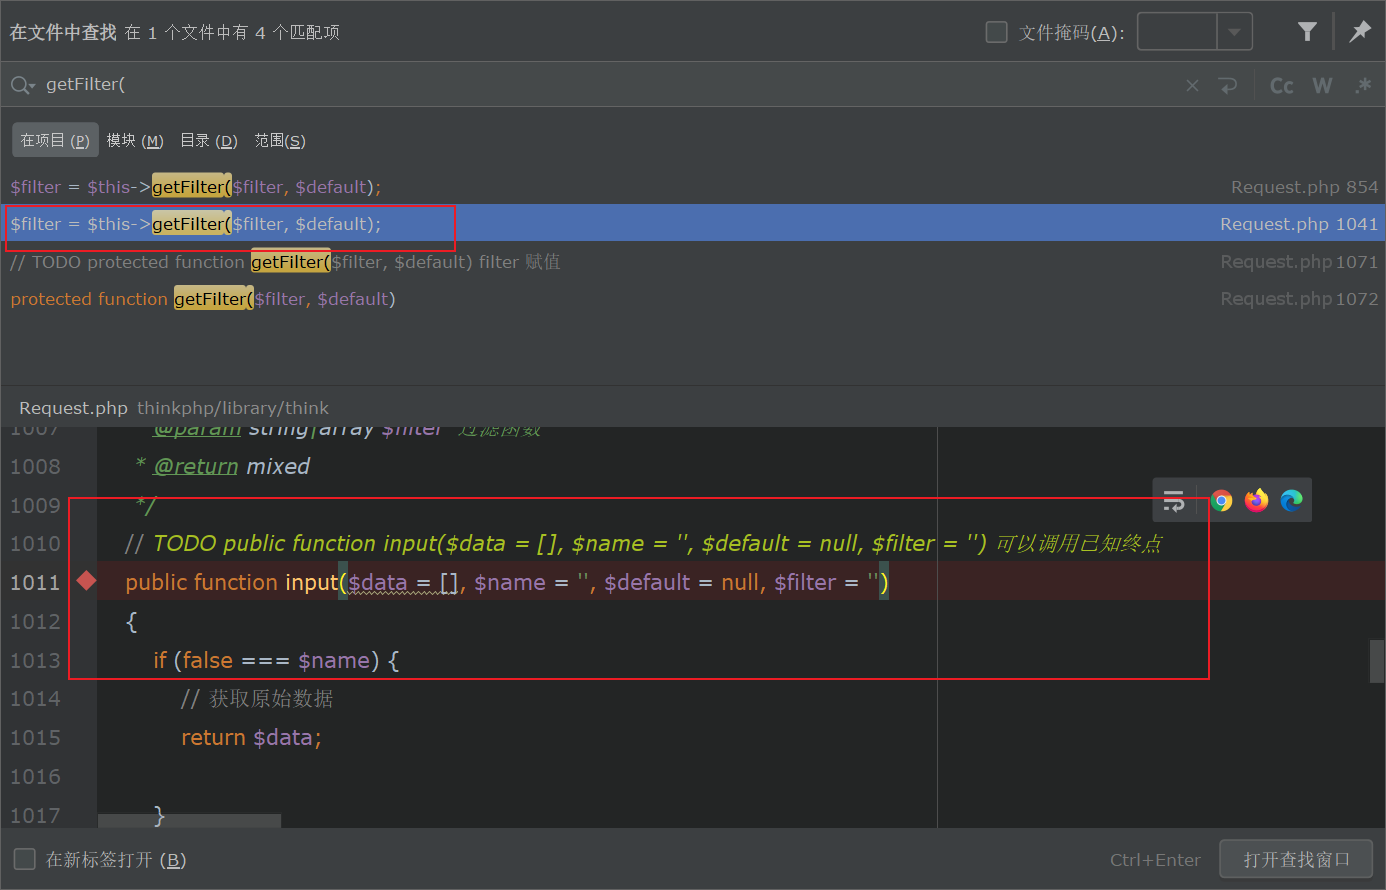 在文件中查找 在 1 个文件中有 4 个匹配项 文件掩码(A):
getFilter( Cc W .*
在项目 (P) 模块 (M) 目录 (D) 范围(S)
$filter = $this->getFilter($filter, $default); Request.php 854
$filter = $this->getFilter($filter, $default); Request.php 1041
// TODO protected function getFilter($filter, $default) filter 赋值 Request.php 1071
protected function getFilter($filter, $default) Request.php 1072
Request.php thinkphp/library/think
1007 @param string|array $filter 过滤函数
1008 * @return mixed
1009 */
1010 // TODO public function input($data = [], $name = '', $default = null, $filter = '') 可以调用已知终点
1011 public function input($data = [], $name = '', $default = null, $filter = '')
1012 {
1013 if (false === $name) {
1014 // 获取原始数据
1015 return $data;
1016
1017 }
在新标签打开 (B) Ctrl+Enter 打开查找窗口